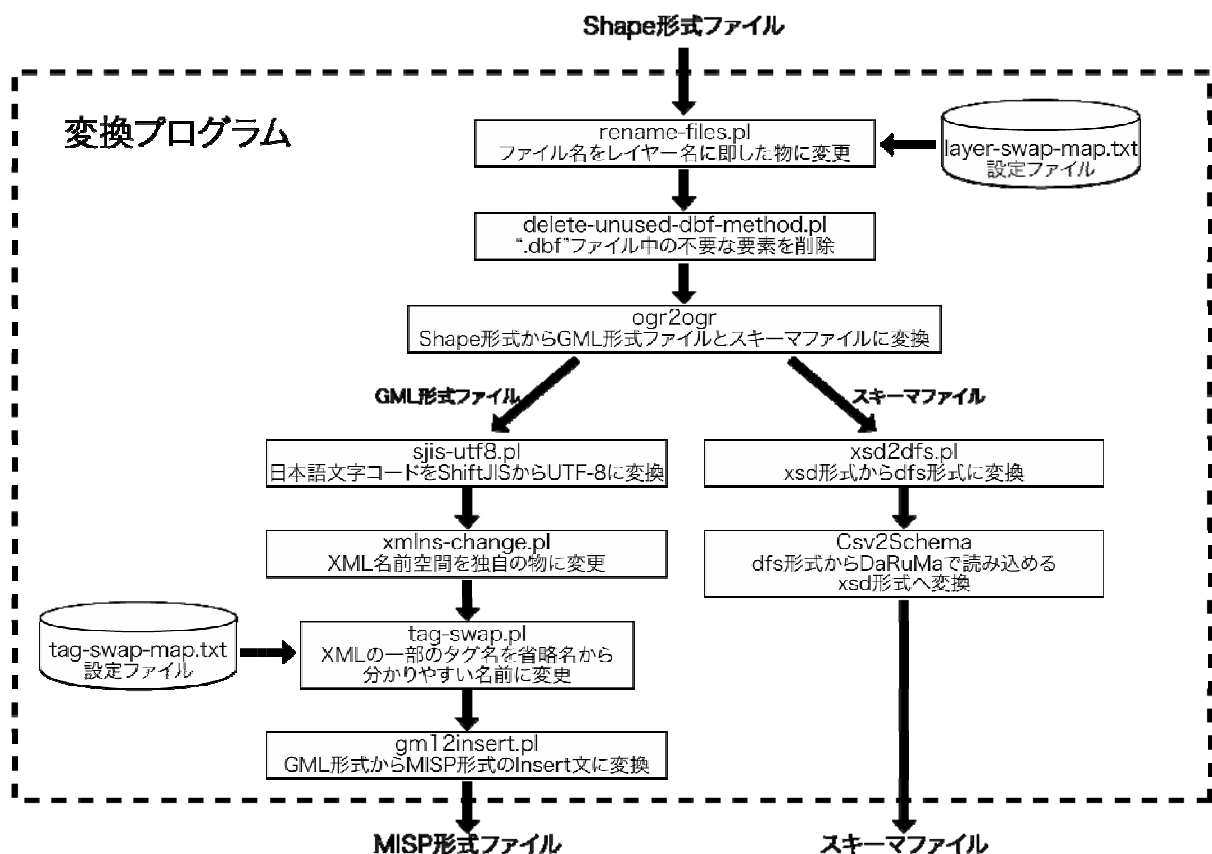 Shape形式ファイル
変換プログラム
rename-files.pl
ファイル名をレイヤー名に即した物に変更
layer-swap-map.txt
設定ファイル
delete-unused-dbf-method.pl
“.dbf”ファイル中の不要な要素を削除
ogr2ogr
Shape形式からGML形式ファイルとスキーマファイルに変換
GML形式ファイル
スキーマファイル
sjis-utf8.pl
日本語文字コードをShiftJISからUTF-8に変換
xsd2dfs.pl
xsd形式からdfs形式に変換
xmlns-change.pl
XML名前空間を独自の物に変更
Csv2Schema
dfs形式からDaRuMaで読み込める
xsd形式へ変換
tag-swap-map.txt
設定ファイル
tag-swap.pl
XMLの一部のタグ名を省略名から
分かりやすい名前に変更
gm12insert.pl
GML形式からMISP形式のInsert文に変換
MISP形式ファイル
スキーマファイル